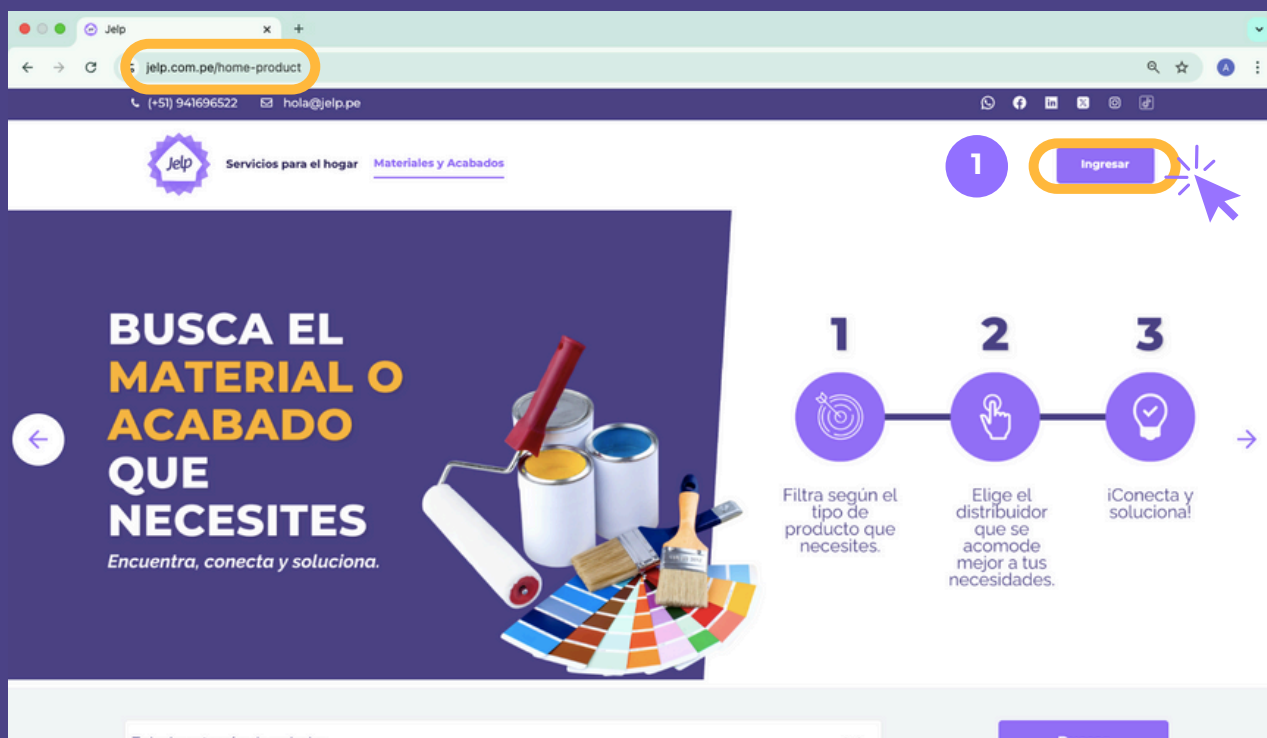 Jelp
jelp.com.pe/home-product
A
(+51) 941696522 hola@jelp.pe
Jelp
Servicios para el hogar Materiales y Acabados
1
Ingresar
BUSCA EL
MATERIAL O
ACABADO
QUE
NECESITES
Encuentra, conecta y soluciona.
1 2 3
Filtra según el
tipo de
producto que
necesites.
Elige el
distribuidor
que se
acomode
mejor a tus
necesidades.
¡Conecta y
soluciona!